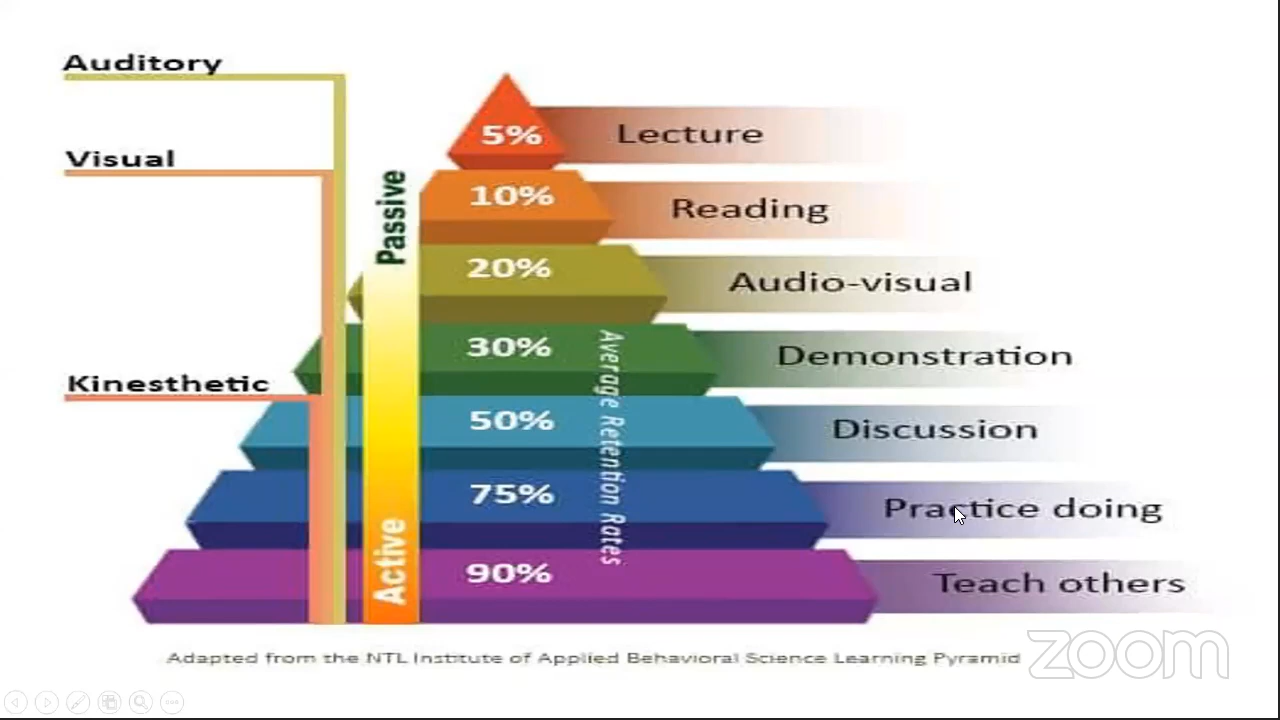 Auditory
Visual
Kinesthetic
Passive
Active
5% Lecture
10% Reading
20% Audio-visual
30% Demonstration
50% Discussion
75% Practice doing
90% Teach others
Average Retention Rates
Adapted from the NTL Institute of Applied Behavioral Science Learning Pyramid
zoom